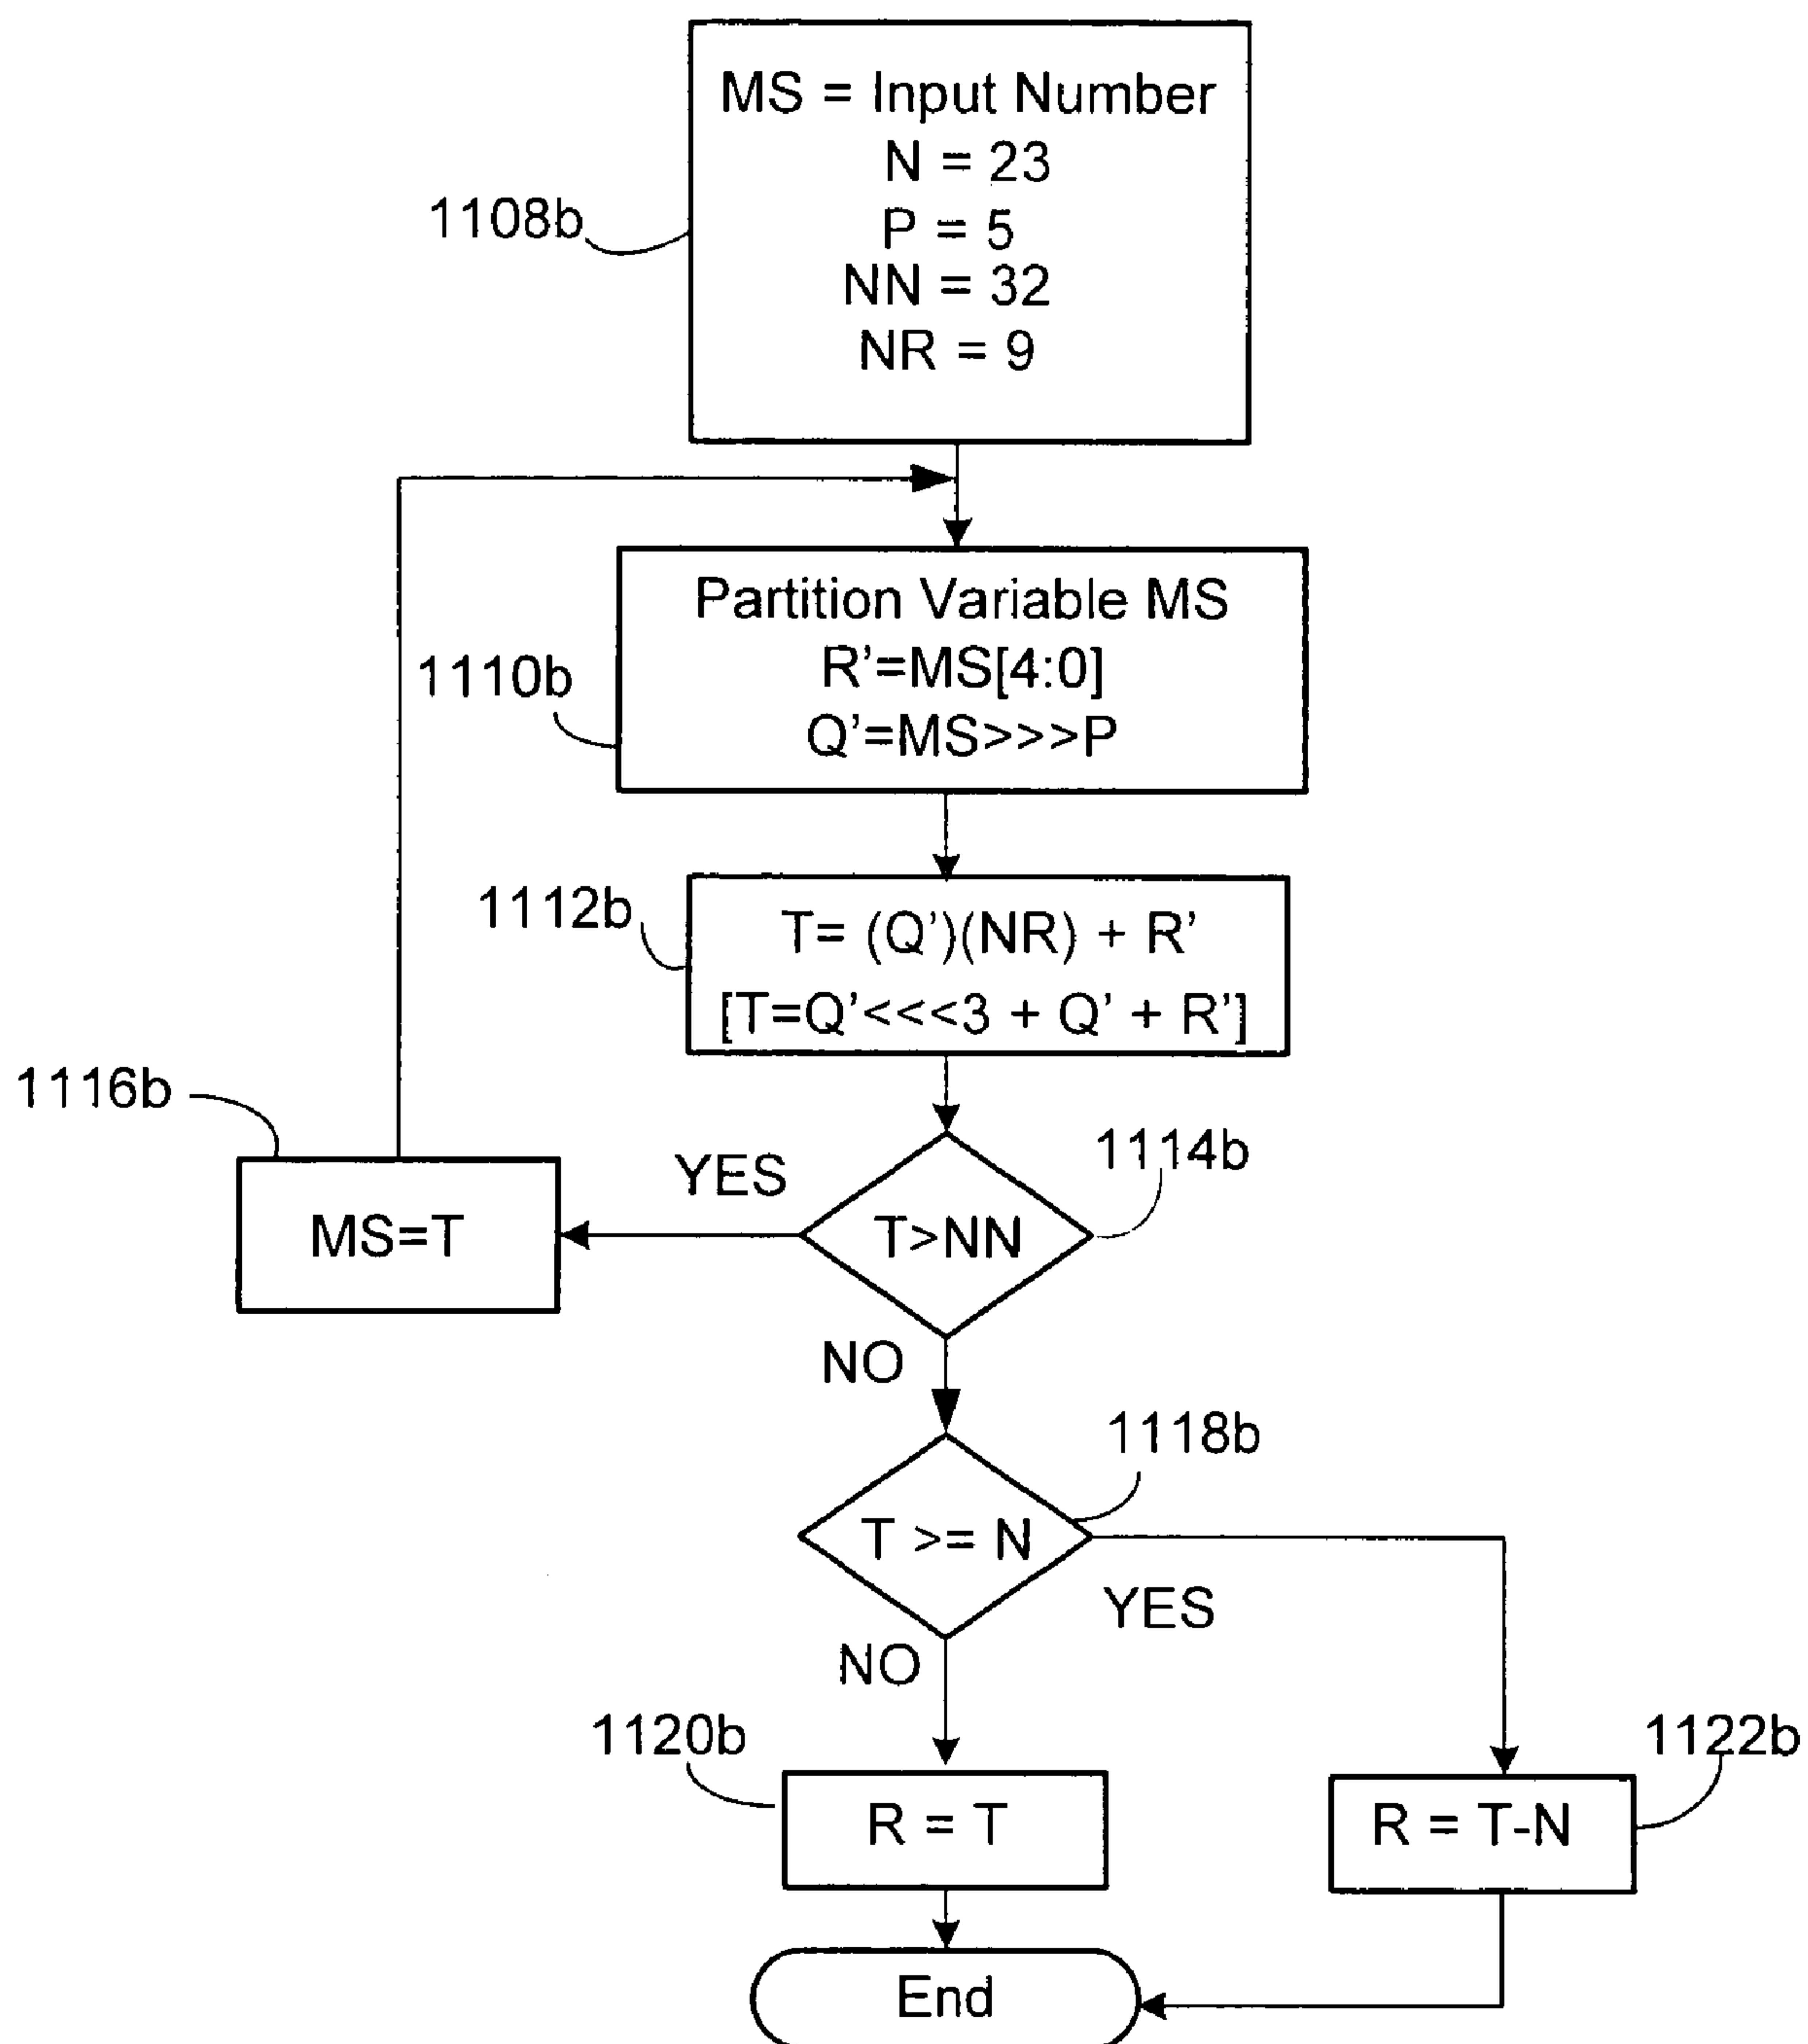 MS = Input Number
N = 23
P = 5
NN = 32
NR = 9
1108b
Partition Variable MS
R'=MS[4:0]
Q'=MS>>>P
1110b
1112b
T= (Q')(NR) + R'
[T=Q'<<<3 + Q' + R']
1116b
MS=T
YES
1114b
T>NN
NO
1118b
T >= N
YES
NO
1120b
R = T
1122b
R = T-N
End